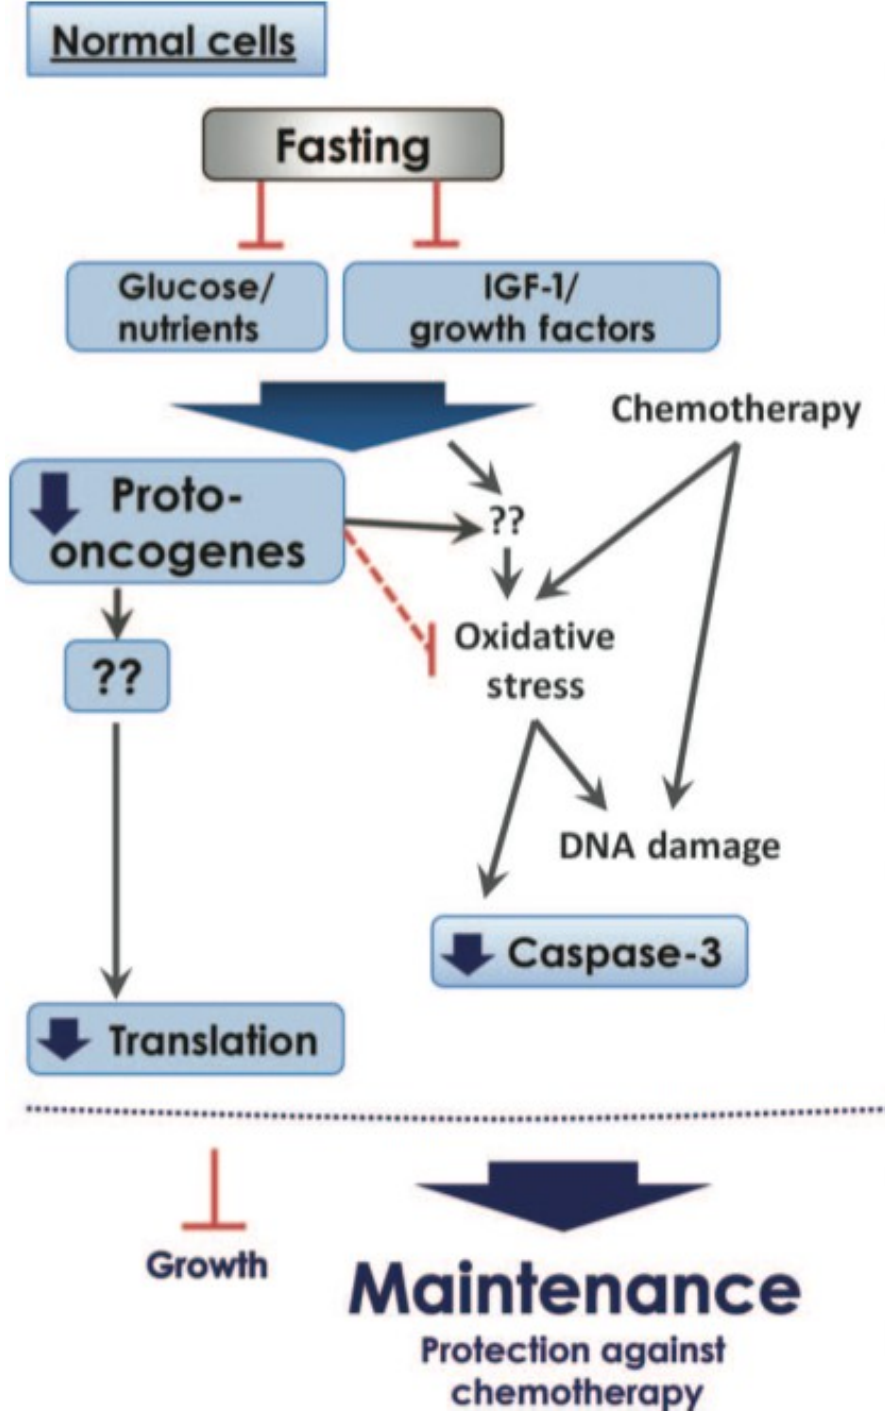 Normal cells
Fasting
Glucose/
nutrients
IGF-1/
growth factors
Chemotherapy
Proto-
oncogenes
??
??
Oxidative
stress
DNA damage
Caspase-3
Translation
Growth
Maintenance
Protection against
chemotherapy